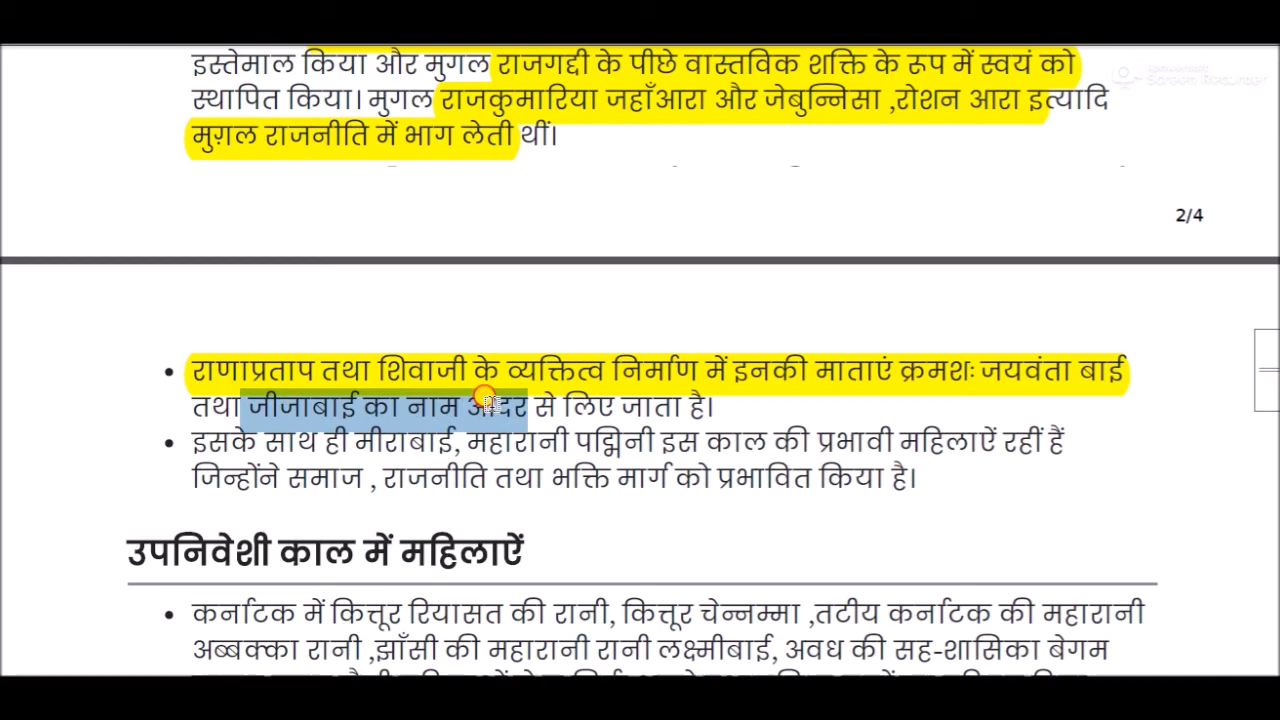 इस्तेमाल किया और मुगल राजगद्दी के पीछे वास्तविक शक्ति के रूप में स्वयं को
स्थापित किया। मुगल राजकुमारिया जहाँआरा और जेबुन्निसा ,रोशन आरा इत्यादि
मुग़ल राजनीति में भाग लेती थीं।
Screen Recorder
2/4
• राणाप्रताप तथा शिवाजी के व्यक्तित्व निर्माण में इनकी माताएं क्रमशः जयवंता बाई
तथा जीजाबाई का नाम आदर से लिए जाता है।
• इसके साथ ही मीराबाई, महारानी पद्मिनी इस काल की प्रभावी महिलाऐं रहीं हैं
जिन्होंने समाज , राजनीति तथा भक्ति मार्ग को प्रभावित किया है।
उपनिवेशी काल में महिलाऐं
• कर्नाटक में कित्तूर रियासत की रानी, कित्तूर चेन्नम्मा ,तटीय कर्नाटक की महारानी
अब्बक्का रानी ,झाँसी की महारानी रानी लक्ष्मीबाई, अवध की सह-शासिका बेगम